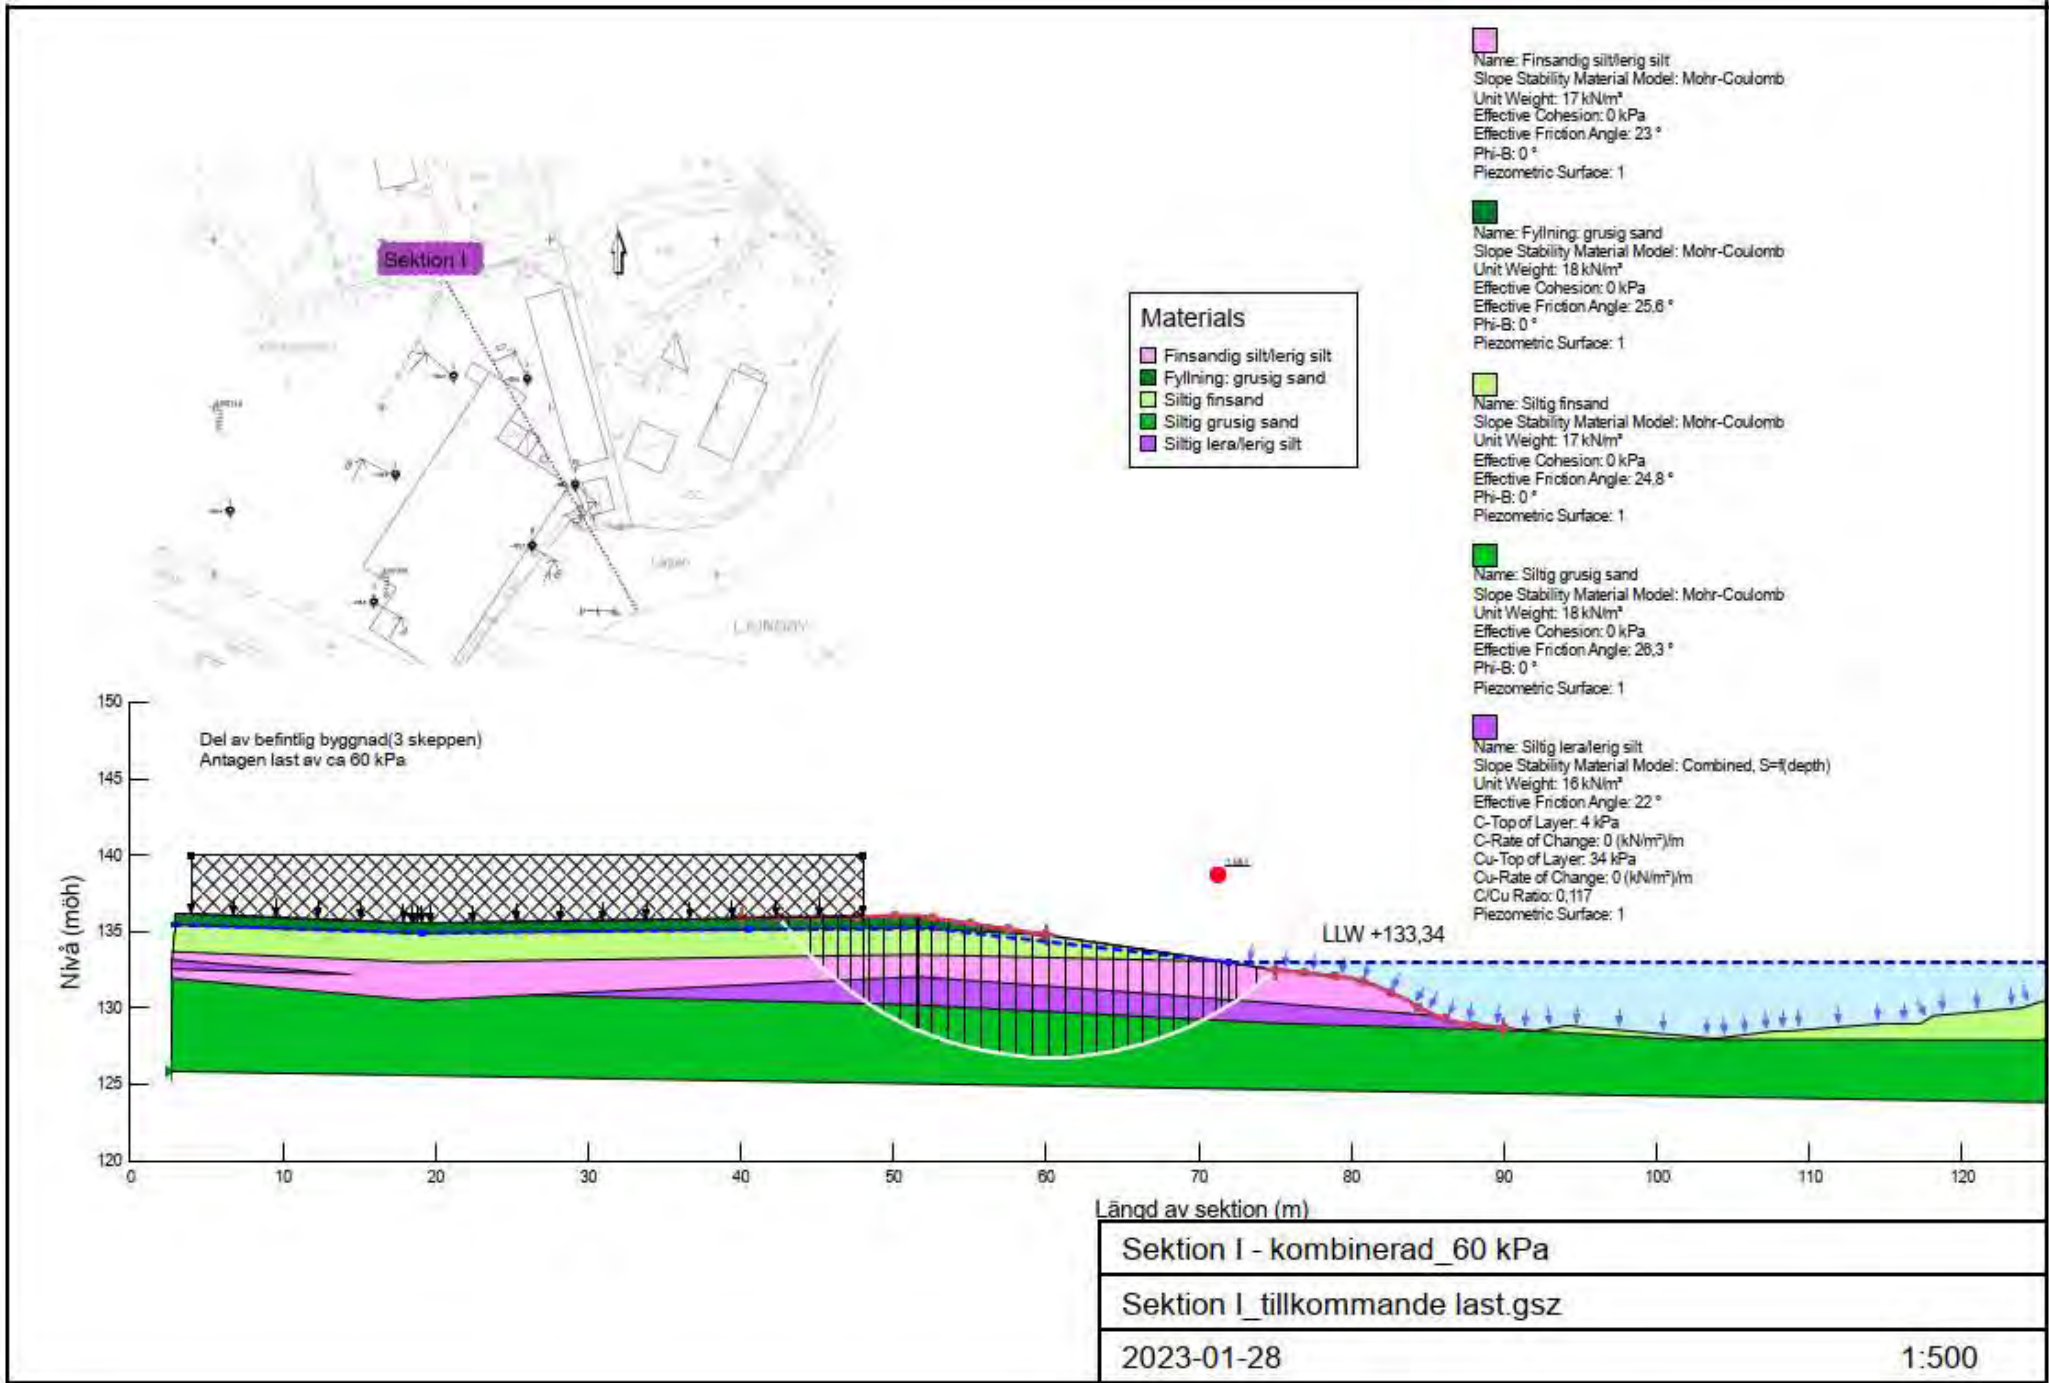 Name: Finsandig silt/lerig silt
Slope Stability Material Model: Mohr-Coulomb
Unit Weight: 17 kN/m³
Effective Cohesion: 0 kPa
Effective Friction Angle: 23 °
Phi-B: 0 °
Piezometric Surface: 1
Name: Fyllning: grusig sand
Slope Stability Material Model: Mohr-Coulomb
Unit Weight: 18 kN/m³
Effective Cohesion: 0 kPa
Effective Friction Angle: 25,6 °
Phi-B: 0 °
Piezometric Surface: 1
Name: Siltig finsand
Slope Stability Material Model: Mohr-Coulomb
Unit Weight: 17 kN/m³
Effective Cohesion: 0 kPa
Effective Friction Angle: 24,8 °
Phi-B: 0 °
Piezometric Surface: 1
Name: Siltig grusig sand
Slope Stability Material Model: Mohr-Coulomb
Unit Weight: 18 kN/m³
Effective Cohesion: 0 kPa
Effective Friction Angle: 26,3 °
Phi-B: 0 °
Piezometric Surface: 1
Name: Siltig lera/lerig silt
Slope Stability Material Model: Combined, S=f(depth)
Unit Weight: 16 kN/m³
Effective Friction Angle: 22 °
C-Top of Layer: 4 kPa
C-Rate of Change: 0 (kN/m²)/m
Cu-Top of Layer: 34 kPa
Cu-Rate of Change: 0 (kN/m²)/m
C/Cu Ratio: 0,117
Piezometric Surface: 1
Sektion I
Lagan
LJUNGBY
Materials
Finsandig silt/lerig silt
Fyllning: grusig sand
Siltig finsand
Siltig grusig sand
Siltig lera/lerig silt
Del av befintlig byggnad(3 skeppen)
Antagen last av ca 60 kPa
LLW +133,34
Nivå (möh)
150
145
140
135
130
125
120
0 10 20 30 40 50 60 70 80 90 100 110 120
Längd av sektion (m)
Sektion I - kombinerad_60 kPa
Sektion I_tillkommande last.gsz
2023-01-28 1:500